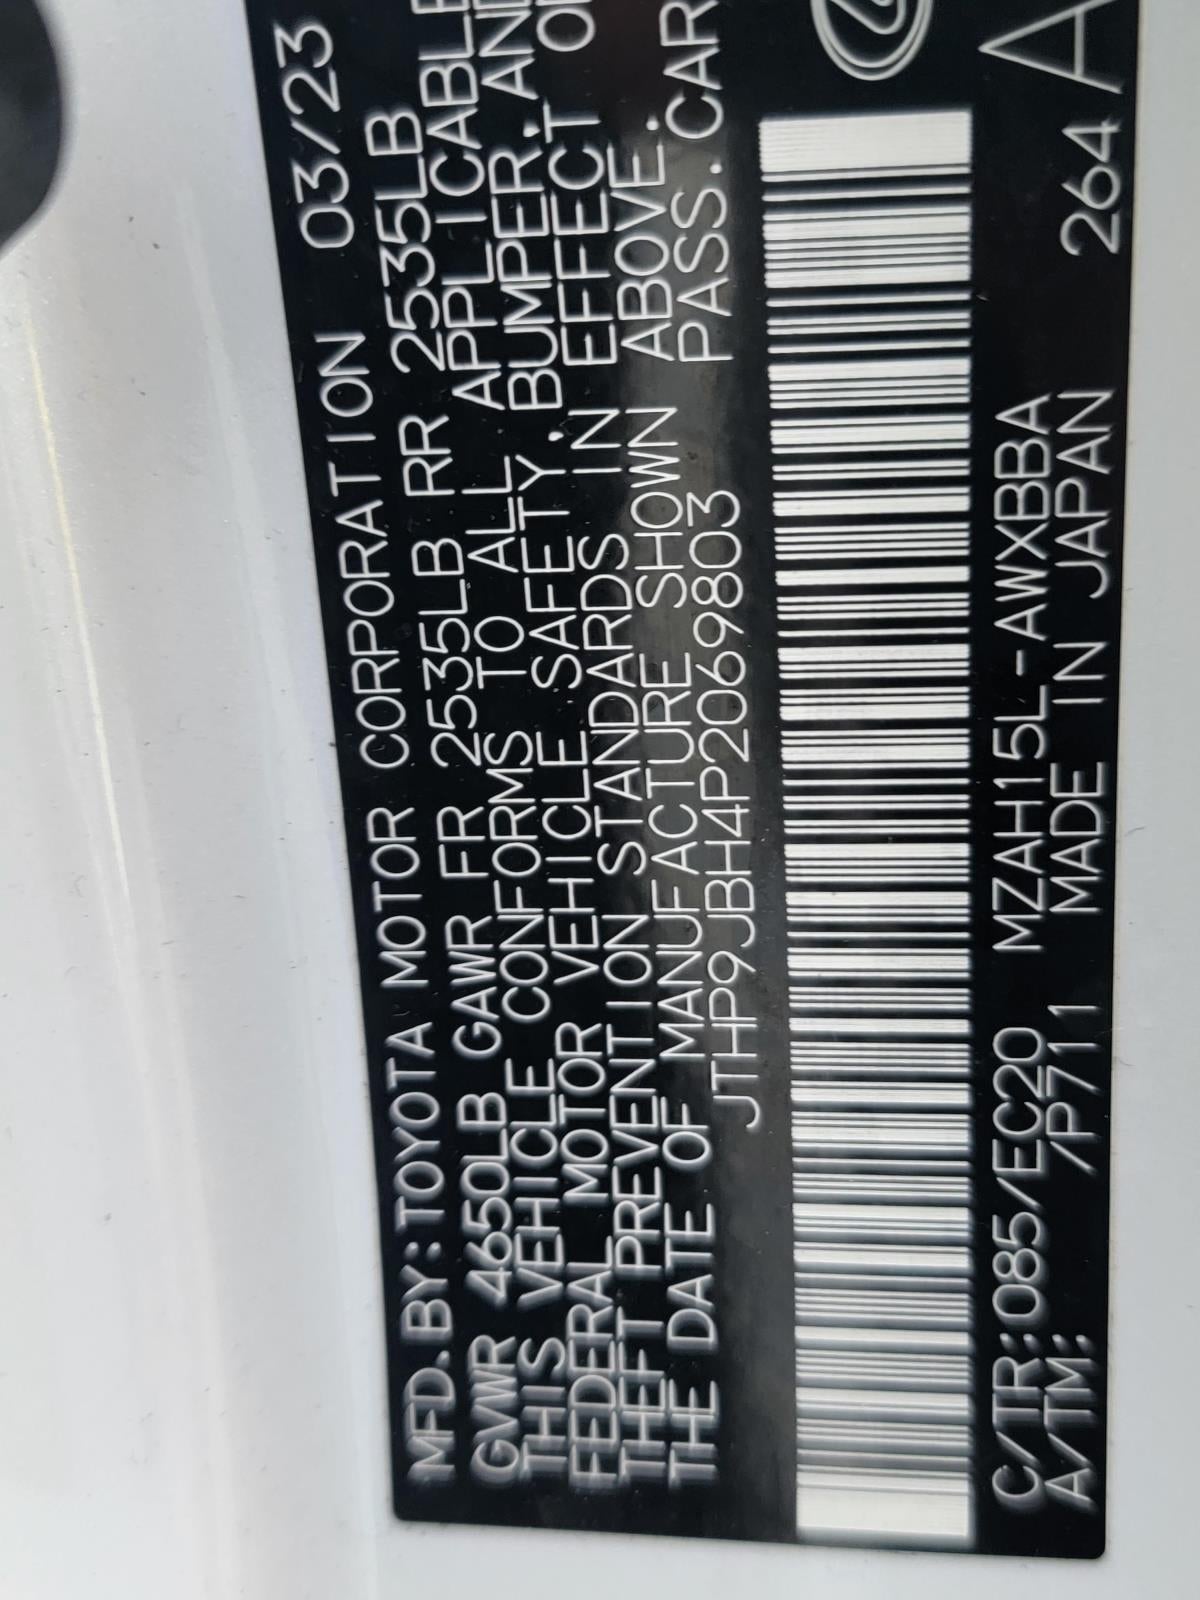 MFD.BY:TOYOTA MOTOR CORPORATION 03/23
GVWR 4650LB GAWR FR 2535LB RR 2535LB
THIS VEHICLE CONFORMS TO ALL APPLICABLE
FEDERAL MOTOR VEHICLE SAFETY,BUMPER,AND
THEFT PREVENTION STANDARDS IN EFFECT
THE DATE OF MANUFACTURE SHOWN ABOVE.
JTHP9JBH4P2069803 PASS.CAR
C/TR:085/EC20 MZAH15L-AWXBBA 264 A
A/TM: /P711 MADE IN JAPAN